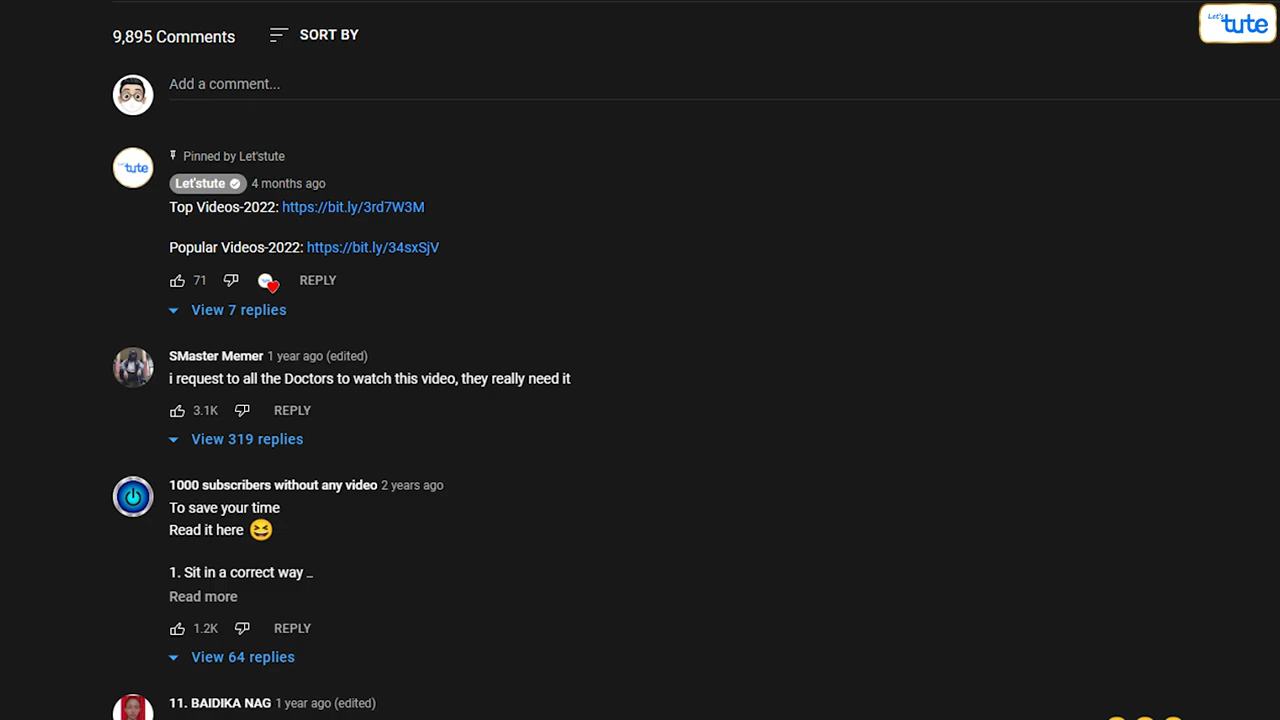 9,895 Comments
SORT BY
Let's tute
Add a comment...
Let's tute
Pinned by Let'stute
Let'stute 4 months ago
Top Videos-2022: https://bit.ly/3rd7W3M
Popular Videos-2022: https://bit.ly/34sxSjV
71 REPLY
View 7 replies
SMaster Memer 1 year ago (edited)
i request to all the Doctors to watch this video, they really need it
3.1K REPLY
View 319 replies
1000 subscribers without any video 2 years ago
To save your time
Read it here 😆
1. Sit in a correct way ..
Read more
1.2K REPLY
View 64 replies
11. BAIDIKA NAG 1 year ago (edited)